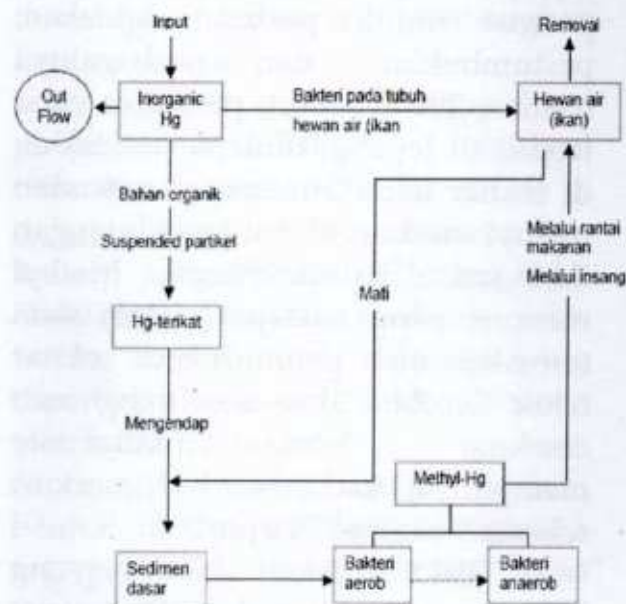 Input
Removal
Out
Flow
Inorganic
Hg
Bakteri pada tubuh
hewan air (ikan
Hewan air
(ikan)
Bahan organik
Suspended partikel
Melalui rantai
makanan
Melalui insang
Mati
Hg-terikat
Mengendap
Methyl-Hg
Sedimen
dasar
Bakteri
aerob
Bakteri
anaerob